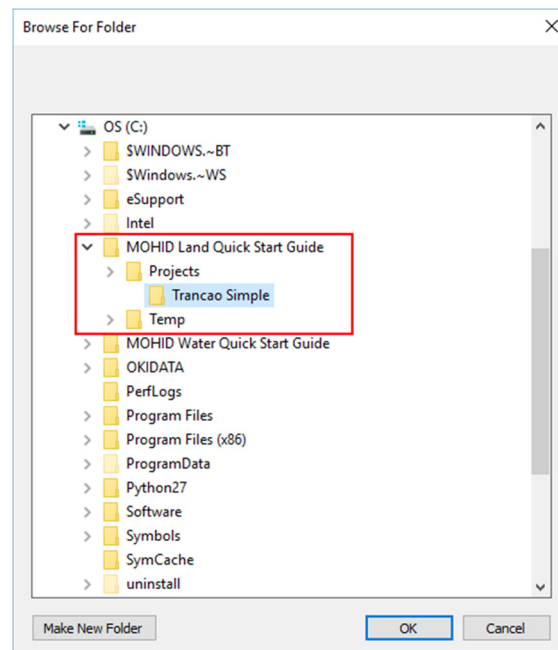 Browse For Folder
OS (C:)
$WINDOWS.~BT
$Windows.~WS
eSupport
Intel
MOHID Land Quick Start Guide
Projects
Trancao Simple
Temp
MOHID Water Quick Start Guide
OKIDATA
PerfLogs
Program Files
Program Files (x86)
ProgramData
Python27
Software
Symbols
SymCache
uninstall
Make New Folder OK Cancel